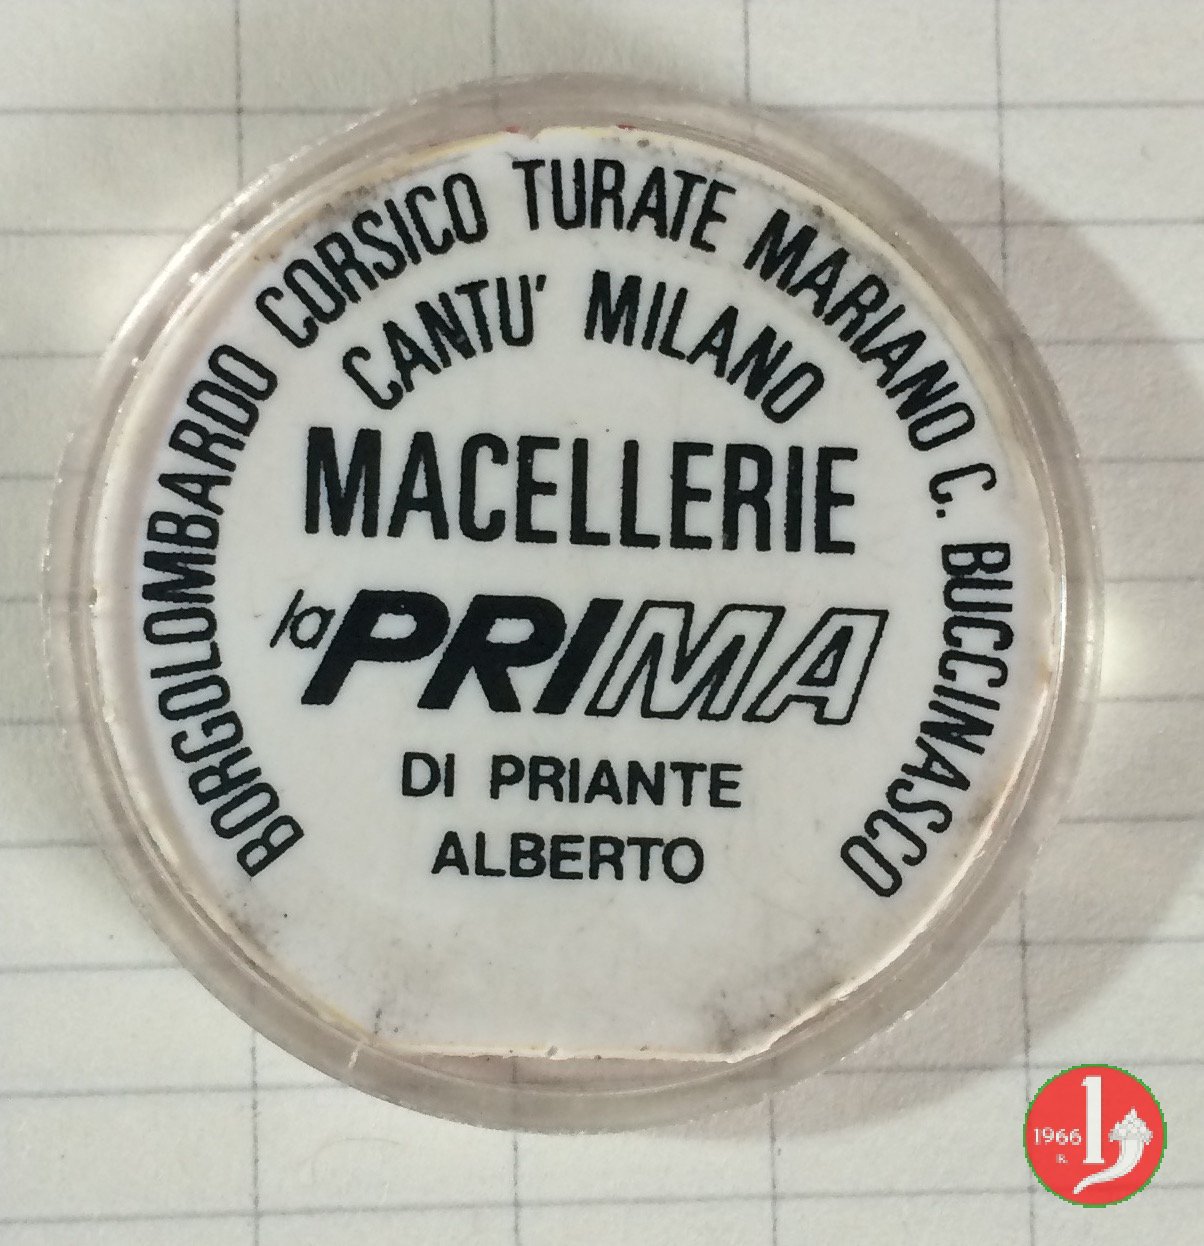 BORGOLOMBARDO CORSICO TURATE MARIANO C. BUCCINASCO
CANTU' MILANO
MACELLERIE
la PRIMA
DI PRIANTE
ALBERTO
1966
R.